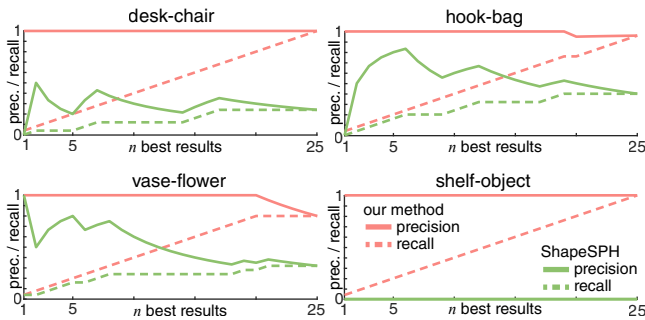 desk-chair
hook-bag
prec. / recall
1
0
1
5
n best results
25
prec. / recall
1
0
1
5
n best results
25
vase-flower
shelf-object
prec. / recall
1
0
1
5
n best results
25
prec. / recall
1
0
1
5
n best results
25
our method
precision
recall
ShapeSPH
precision
recall